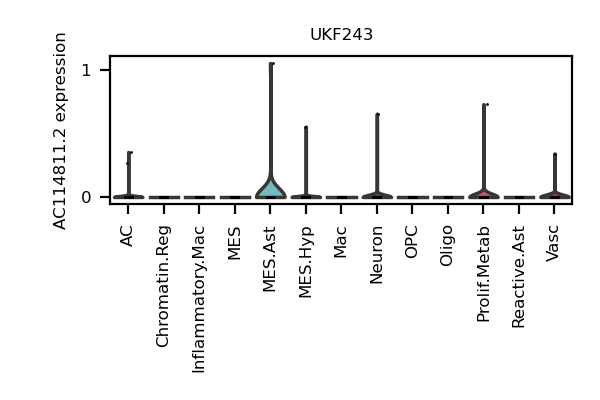 UKF243
AC114811.2 expression
1
0
AC
Chromatin.Reg
Inflammatory.Mac
MES
MES.Ast
MES.Hyp
Mac
Neuron
OPC
Oligo
Prolif.Metab
Reactive.Ast
Vasc